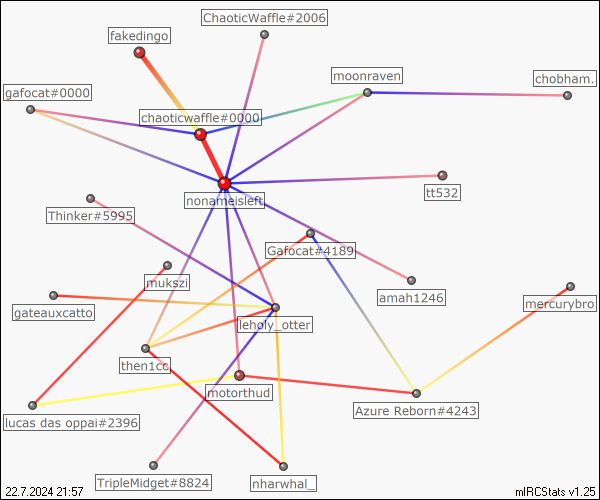 ChaoticWaffle#2006
fakedingo
moonraven
chobham.
gafocat#0000
chaoticwaffle#0000
tt532
nonameisleft
Thinker#5995
Gafocat#4189
mukszi
amah1246
mercurybro
gateauxcatto
leholy_otter
then1cc
motorthud
Azure Reborn#4243
lucas das oppai#2396
TripleMidget#8824
nharwhal_
22.7.2024 21:57
mIRCStats v1.25